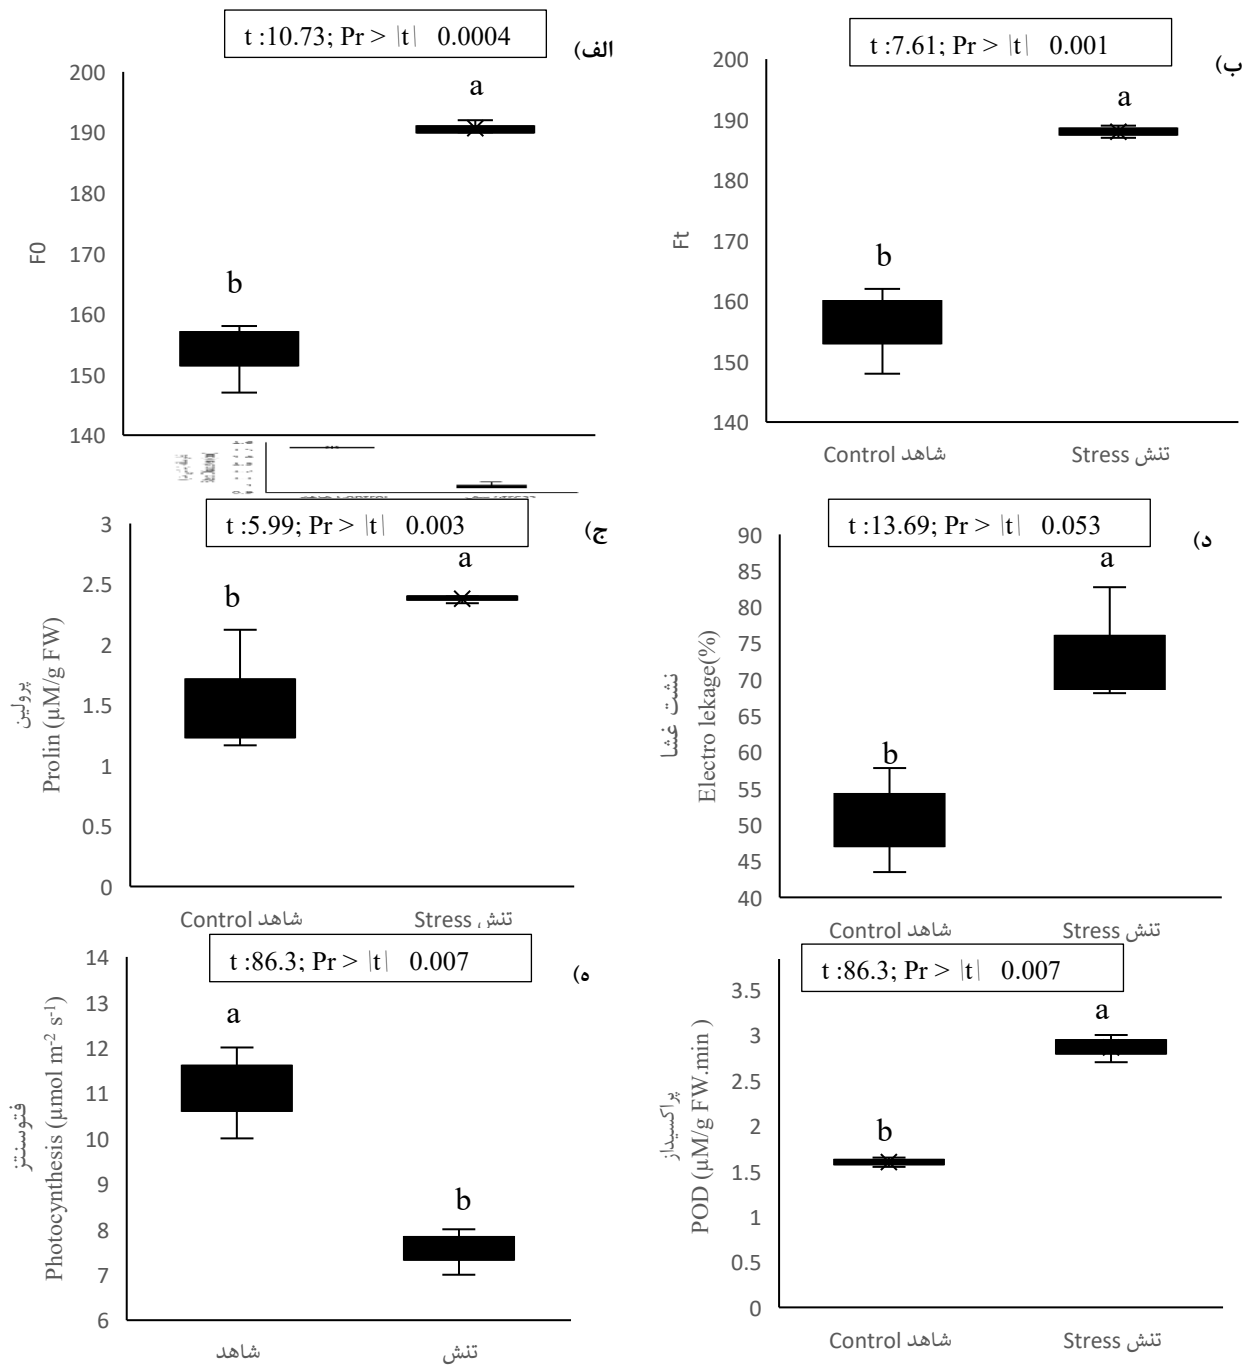 t :10.73; Pr > |t| 0.0004
الف)
200
190
180
170
160
150
140
F0
a
b
t :7.61; Pr > |t| 0.001
ب)
200
190
180
170
160
150
140
Ft
a
b
Control شاهد
Stress تنش
t :5.99; Pr > |t| 0.003
ج)
3
2.5
2
1.5
1
0.5
0
پرولین
Prolin (µM/g FW)
b
a
Control شاهد
Stress تنش
t :13.69; Pr > |t| 0.053
د)
90
85
80
75
70
65
60
55
50
45
40
نشت غشا
Electro lekage(%)
b
a
Control شاهد
Stress تنش
t :86.3; Pr > |t| 0.007
ه)
14
13
12
11
10
9
8
7
6
فتوسنتز
Photocynthesis (µmol m-2 s-1)
a
b
شاهد
تنش
t :86.3; Pr > |t| 0.007
3.5
3
2.5
2
1.5
1
0.5
0
پراکسیداز
POD (µM/g FW.min )
b
a
Control شاهد
Stress تنش